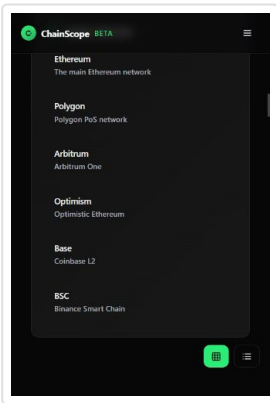 ChainScope BETA
Ethereum
The main Ethereum network
Polygon
Polygon PoS network
Arbitrum
Arbitrum One
Optimism
Optimistic Ethereum
Base
Coinbase L2
BSC
Binance Smart Chain